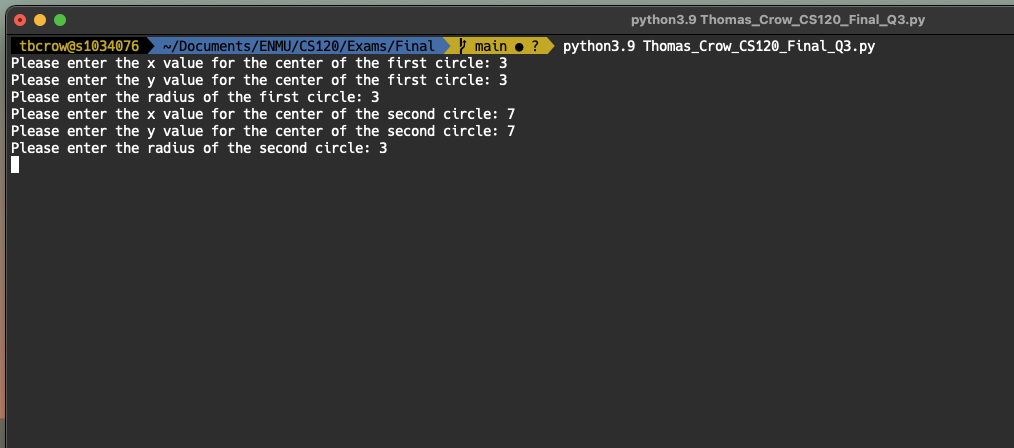 python3.9 Thomas_Crow_CS120_Final_Q3.py
tbcrow@s1034076 ~/Documents/ENMU/CS120/Exams/Final main ● ? python3.9 Thomas_Crow_CS120_Final_Q3.py
Please enter the x value for the center of the first circle: 3
Please enter the y value for the center of the first circle: 3
Please enter the radius of the first circle: 3
Please enter the x value for the center of the second circle: 7
Please enter the y value for the center of the second circle: 7
Please enter the radius of the second circle: 3